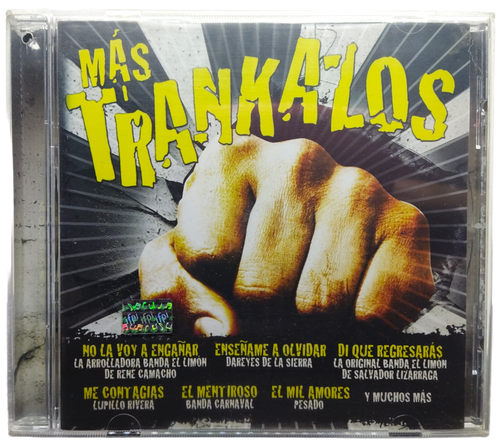 MÁS
TRANKA-LOS
NO LA VOY A ENGAÑAR
LA ARROLLADORA BANDA EL LIMON
DE RENE CAMACHO
ENSEÑAME A OLVIDAR
DAREYES DE LA SIERRA
DI QUE REGRESARÁS
LA ORIGINAL BANDA EL LIMON
DE SALVADOR LIZÁRRAGA
ME CONTAGIAS
LUPILLO RIVERA
EL MENTIROSO
BANDA CARNAVAL
EL MIL AMORES
PESADO
Y MUCHOS MÁS